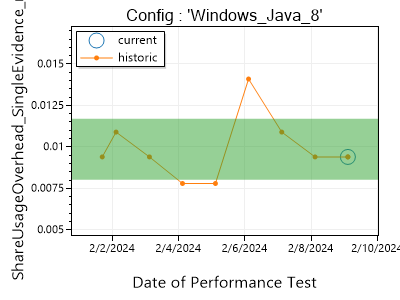 Config : 'Windows_Java_8'
current
historic
ShareUsageOverhead_SingleEvidence_
0.015
0.0125
0.01
0.0075
0.005
2/2/2024
2/4/2024
2/6/2024
2/8/2024
2/10/2024
Date of Performance Test